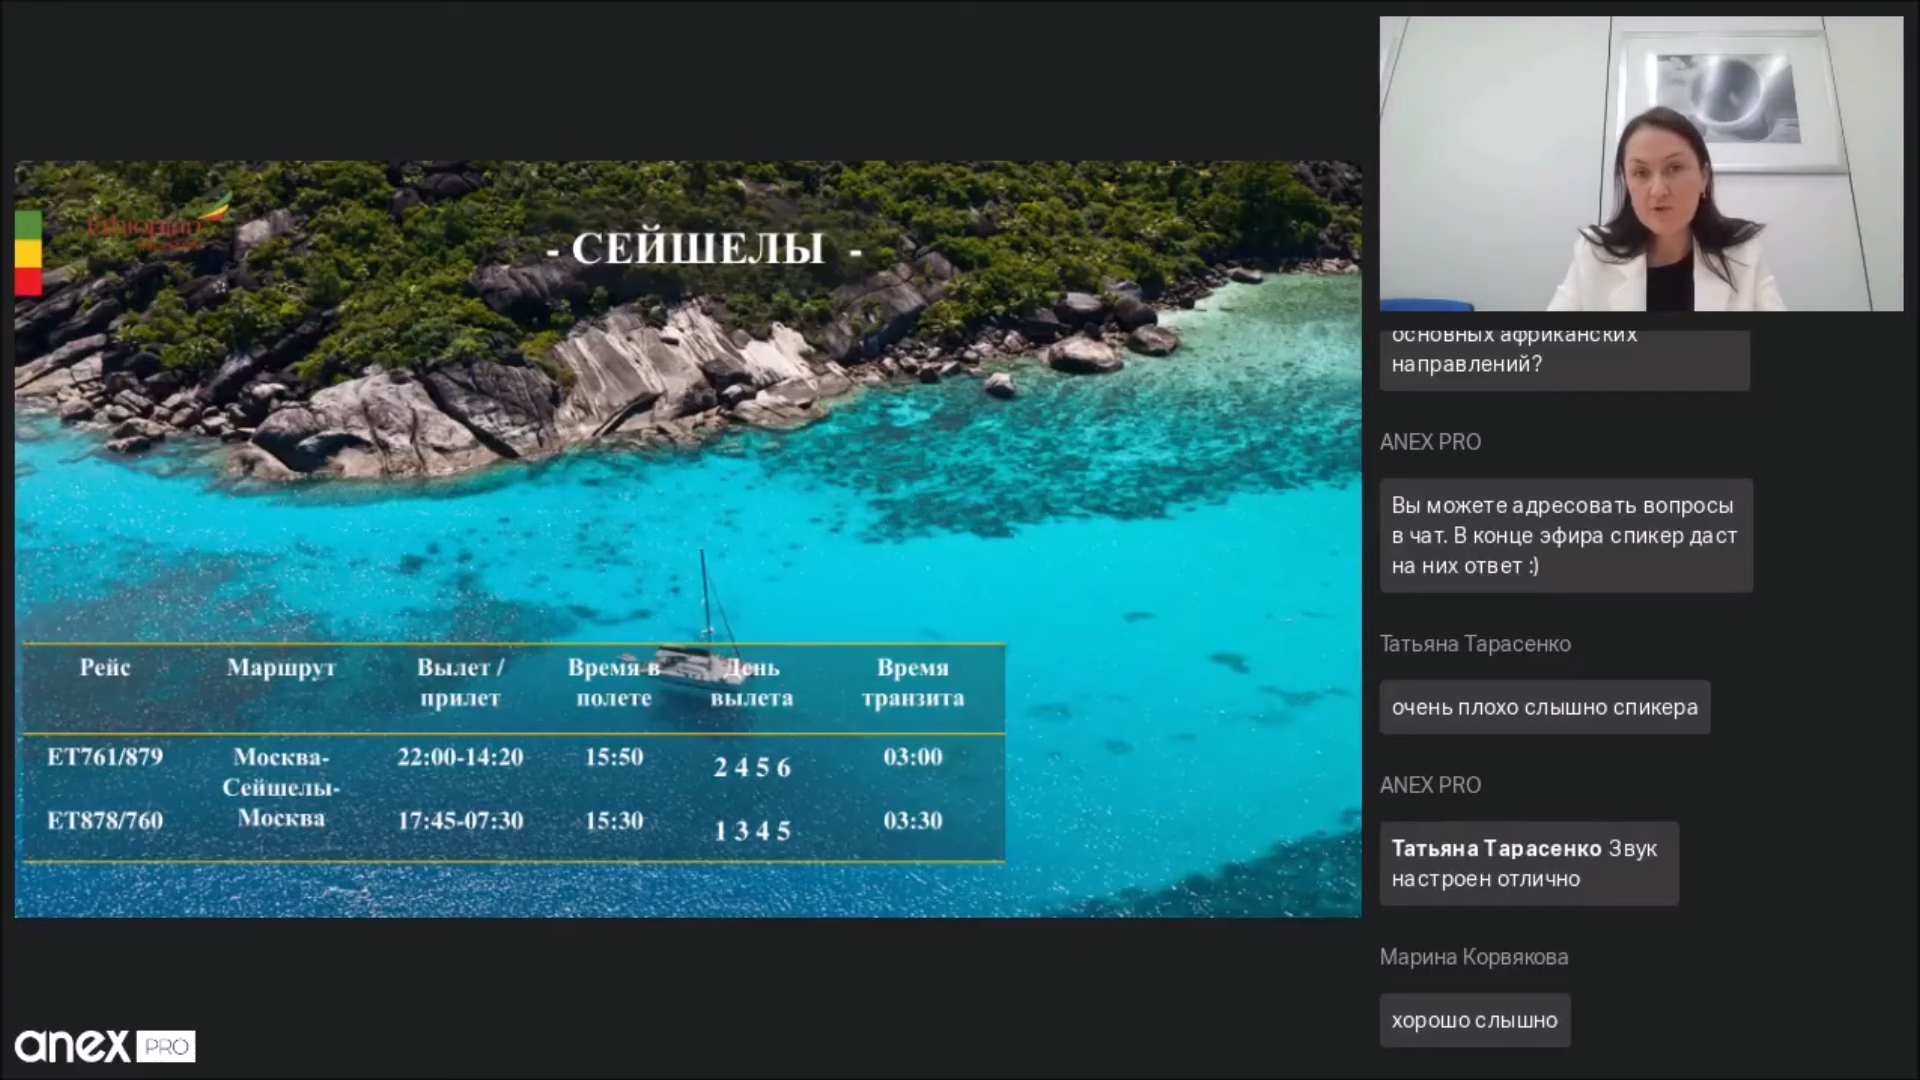 Ethiopian
- СЕЙШЕЛЫ -
Рейс
Маршрут
Вылет /
прилет
Время в
полете
День
вылета
Время
транзита
ET761/879
Москва-
Сейшелы-
Москва
22:00-14:20
15:50
2 4 5 6
03:00
ET878/760
17:45-07:30
15:30
1 3 4 5
03:30
anex PRO
основных африканских
направлений?
ANEX PRO
Вы можете адресовать вопросы
в чат. В конце эфира спикер даст
на них ответ :)
Татьяна Тарасенко
очень плохо слышно спикера
ANEX PRO
Татьяна Тарасенко Звук
настроен отлично
Марина Корвякова
хорошо слышно